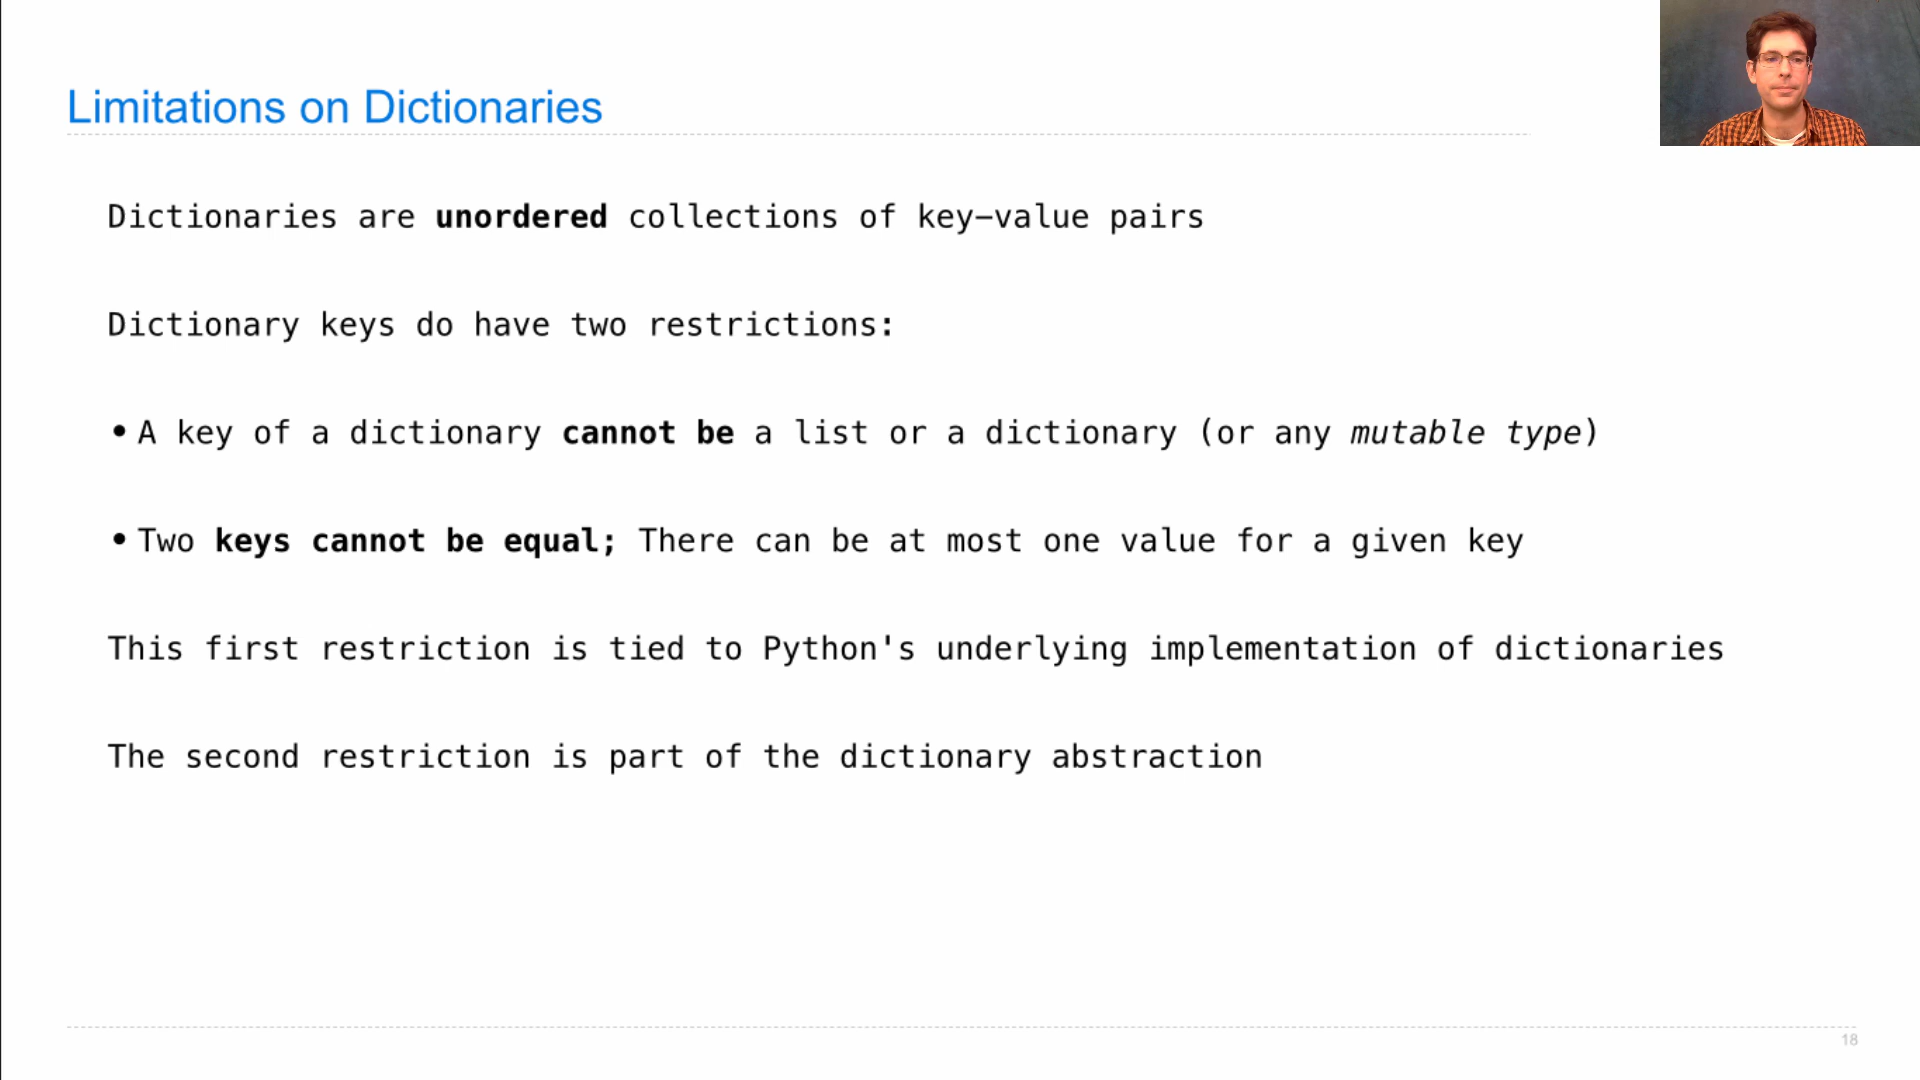 Limitations on Dictionaries
Dictionaries are unordered collections of key-value pairs
Dictionary keys do have two restrictions:
• A key of a dictionary cannot be a list or a dictionary (or any mutable type)
• Two keys cannot be equal; There can be at most one value for a given key
This first restriction is tied to Python's underlying implementation of dictionaries
The second restriction is part of the dictionary abstraction
18